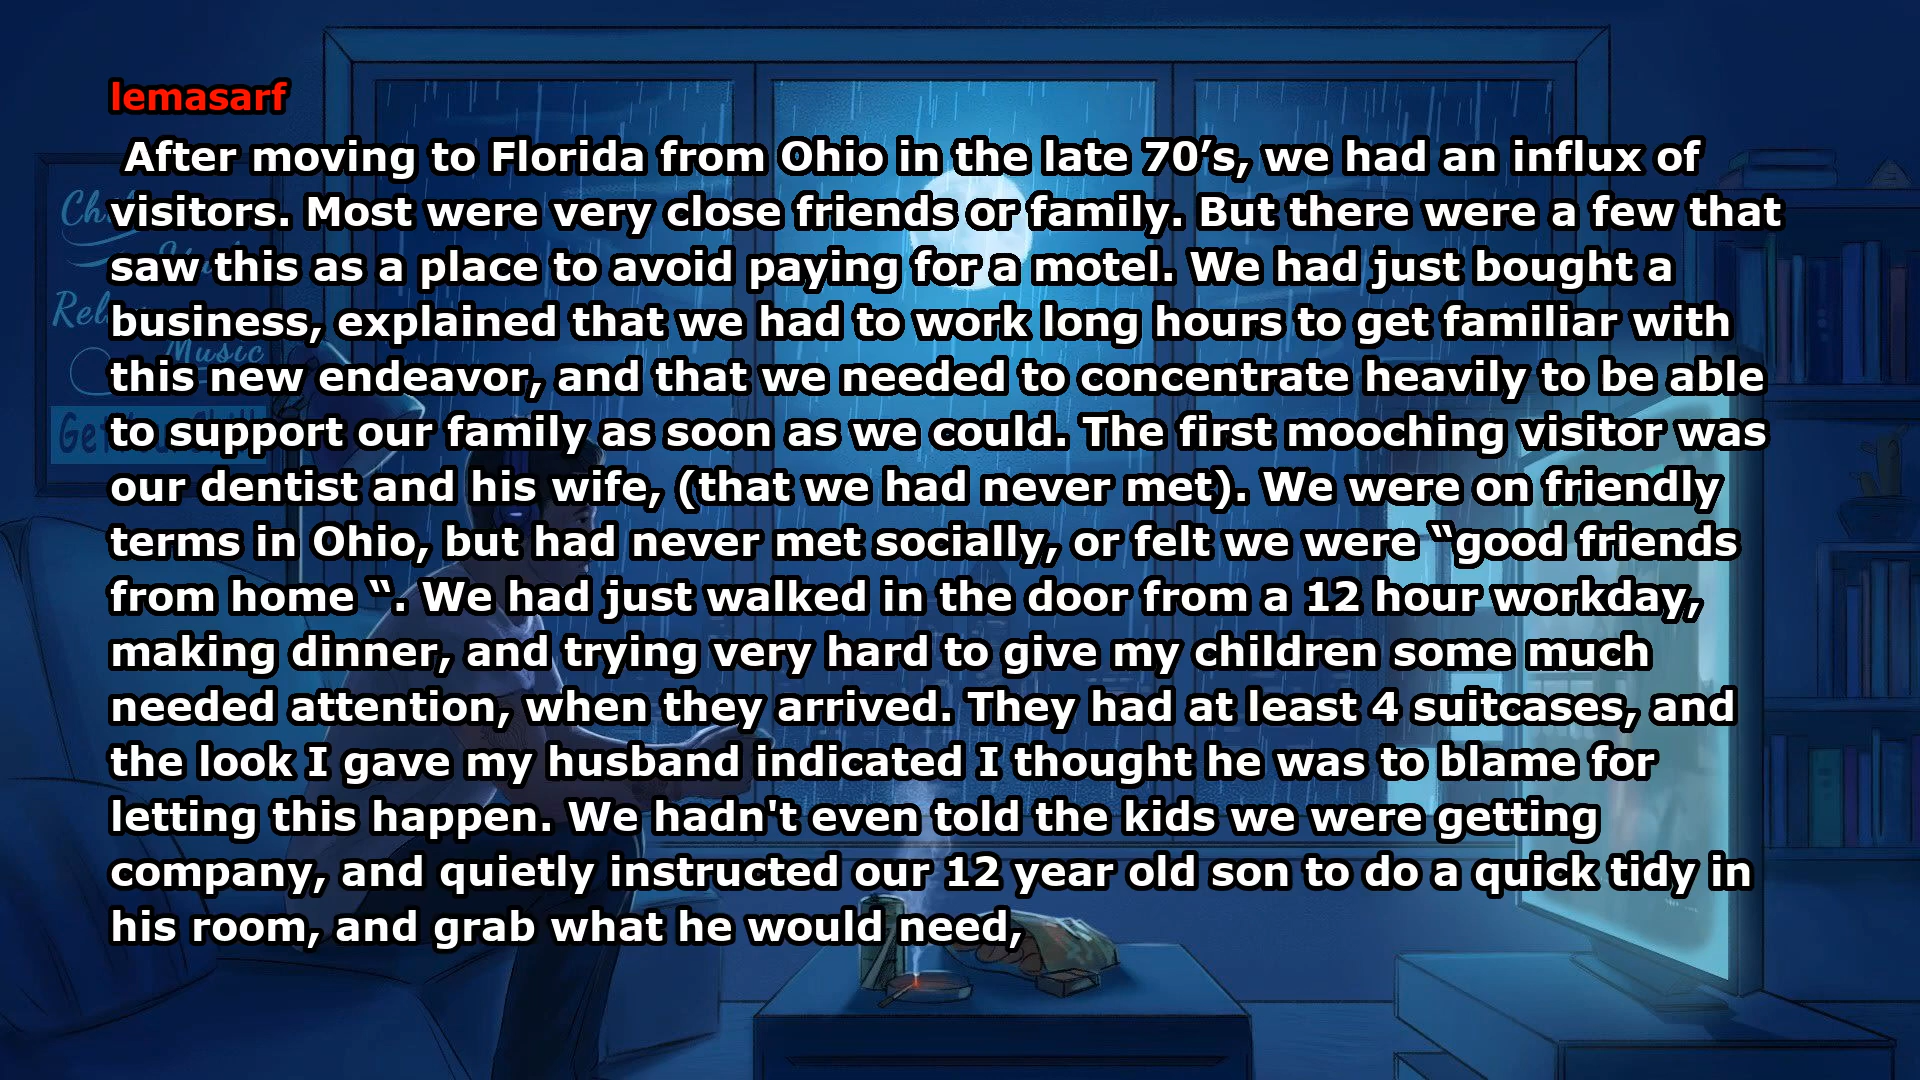 lemasarf
After moving to Florida from Ohio in the late 70’s, we had an influx of
visitors. Most were very close friends or family. But there were a few that
saw this as a place to avoid paying for a motel. We had just bought a
business, explained that we had to work long hours to get familiar with
this new endeavor, and that we needed to concentrate heavily to be able
to support our family as soon as we could. The first mooching visitor was
our dentist and his wife, (that we had never met). We were on friendly
terms in Ohio, but had never met socially, or felt we were “good friends
from home “. We had just walked in the door from a 12 hour workday,
making dinner, and trying very hard to give my children some much
needed attention, when they arrived. They had at least 4 suitcases, and
the look I gave my husband indicated I thought he was to blame for
letting this happen. We hadn't even told the kids we were getting
company, and quietly instructed our 12 year old son to do a quick tidy in
his room, and grab what he would need,
Music